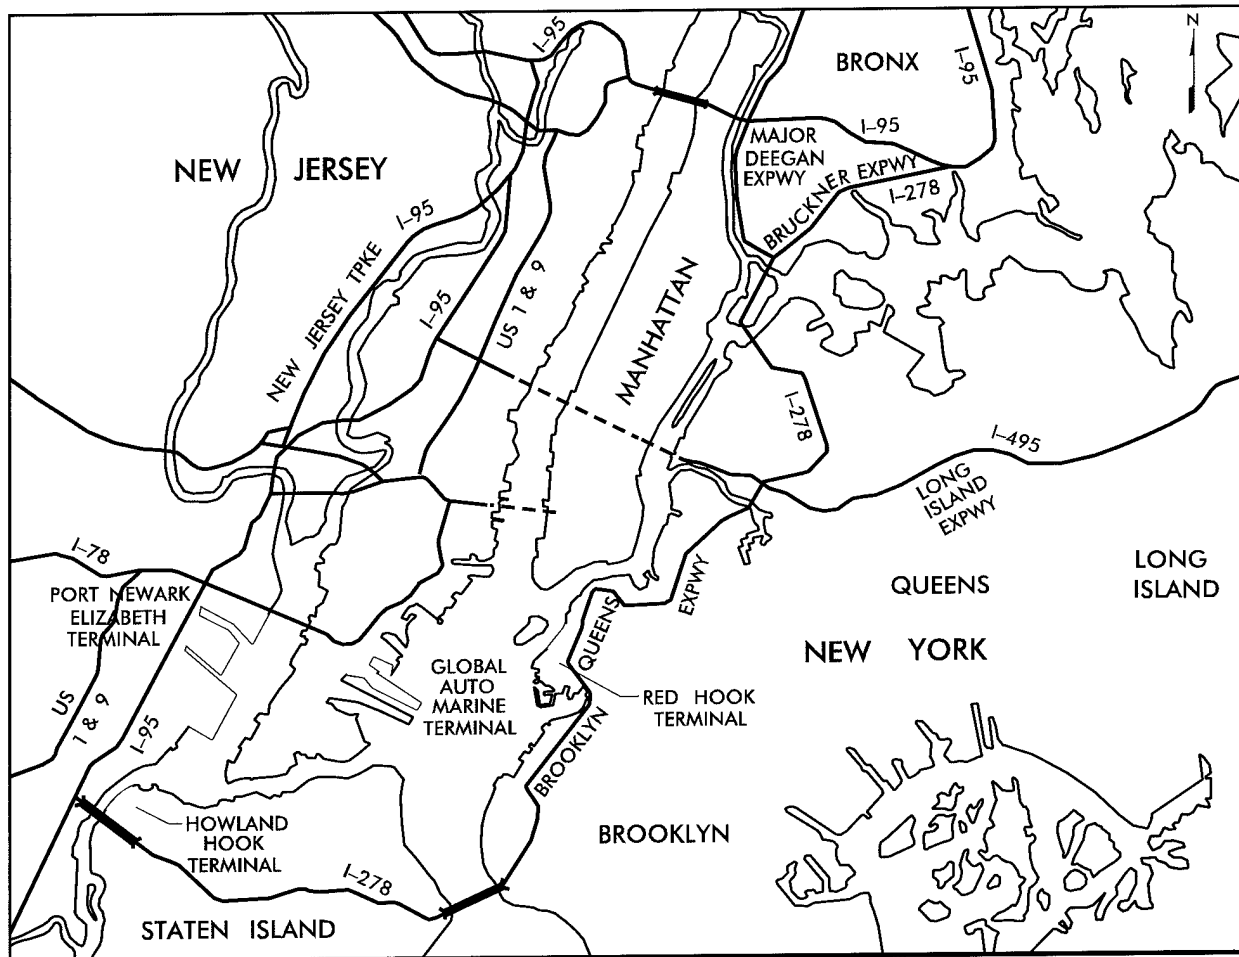 I–95
N
BRONX
I–95
I–95
MAJOR
DEEGAN
EXPWY
NEW JERSEY
BRUCKNER EXPWY
I–278
I–95
NEW JERSEY TPKE
I–95
US 1 & 9
MANHATTAN
I–278
I–495
LONG
ISLAND
EXPWY
I–78
PORT NEWARK
ELIZABETH
TERMINAL
QUEENS
EXPWY
QUEENS
LONG
ISLAND
NEW YORK
GLOBAL
AUTO
MARINE
TERMINAL
RED HOOK
TERMINAL
US
1 & 9
I–95
BROOKLYN
HOWLAND
HOOK
TERMINAL
BROOKLYN
I–278
STATEN ISLAND